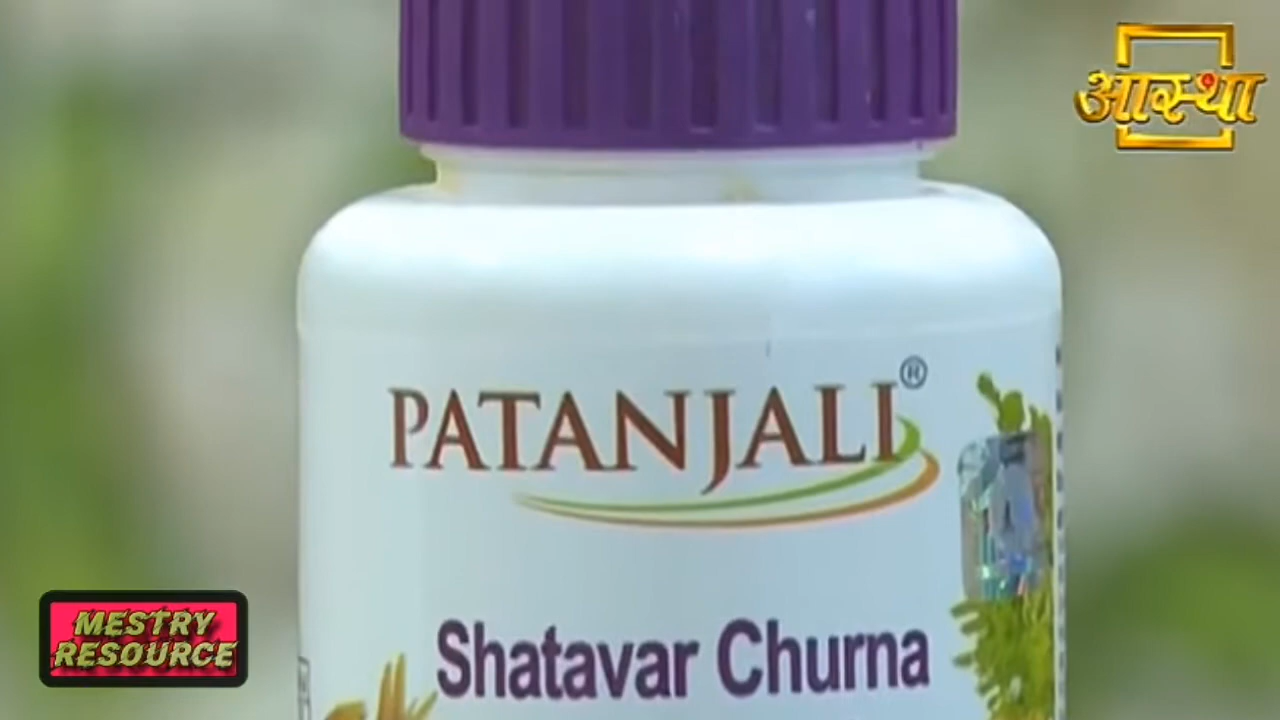 आस्था
PATANJALI®
Shatavar Churna
MESTRY
RESOURCE